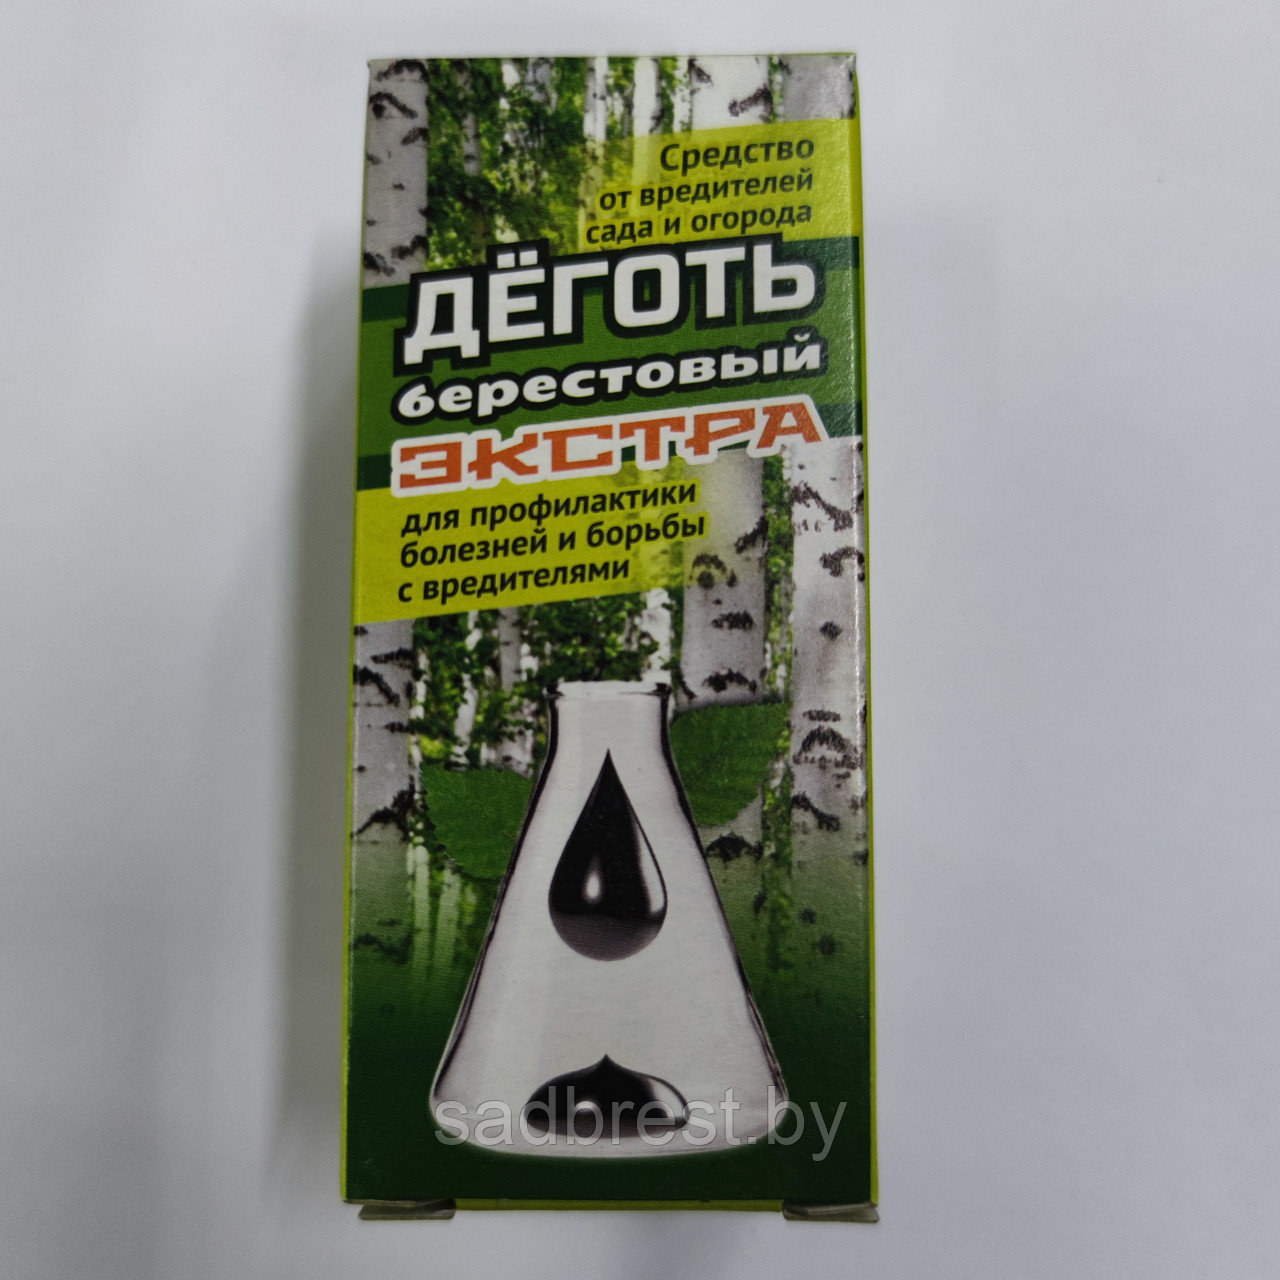 Средство
от вредителей
сада и огорода
ДЁГОТЬ
берестовый
ЭКСТРА
для профилактики
болезней и борьбы
с вредителями
sadbrest.by